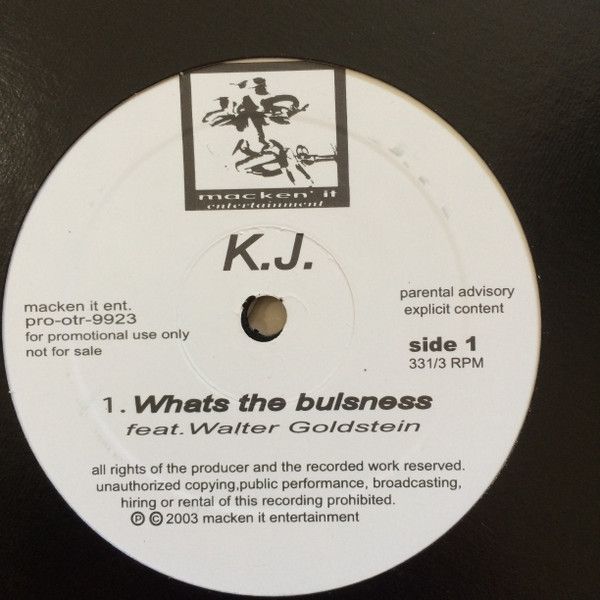 macken' it
entertainment
K.J.
macken it ent.
pro-otr-9923
for promotional use only
not for sale
parental advisory
explicit content
side 1
331/3 RPM
1. Whats the bulsness
feat. Walter Goldstein
all rights of the producer and the recorded work reserved.
unauthorized copying,public performance, broadcasting,
hiring or rental of this recording prohibited.
℗ © 2003 macken it entertainment